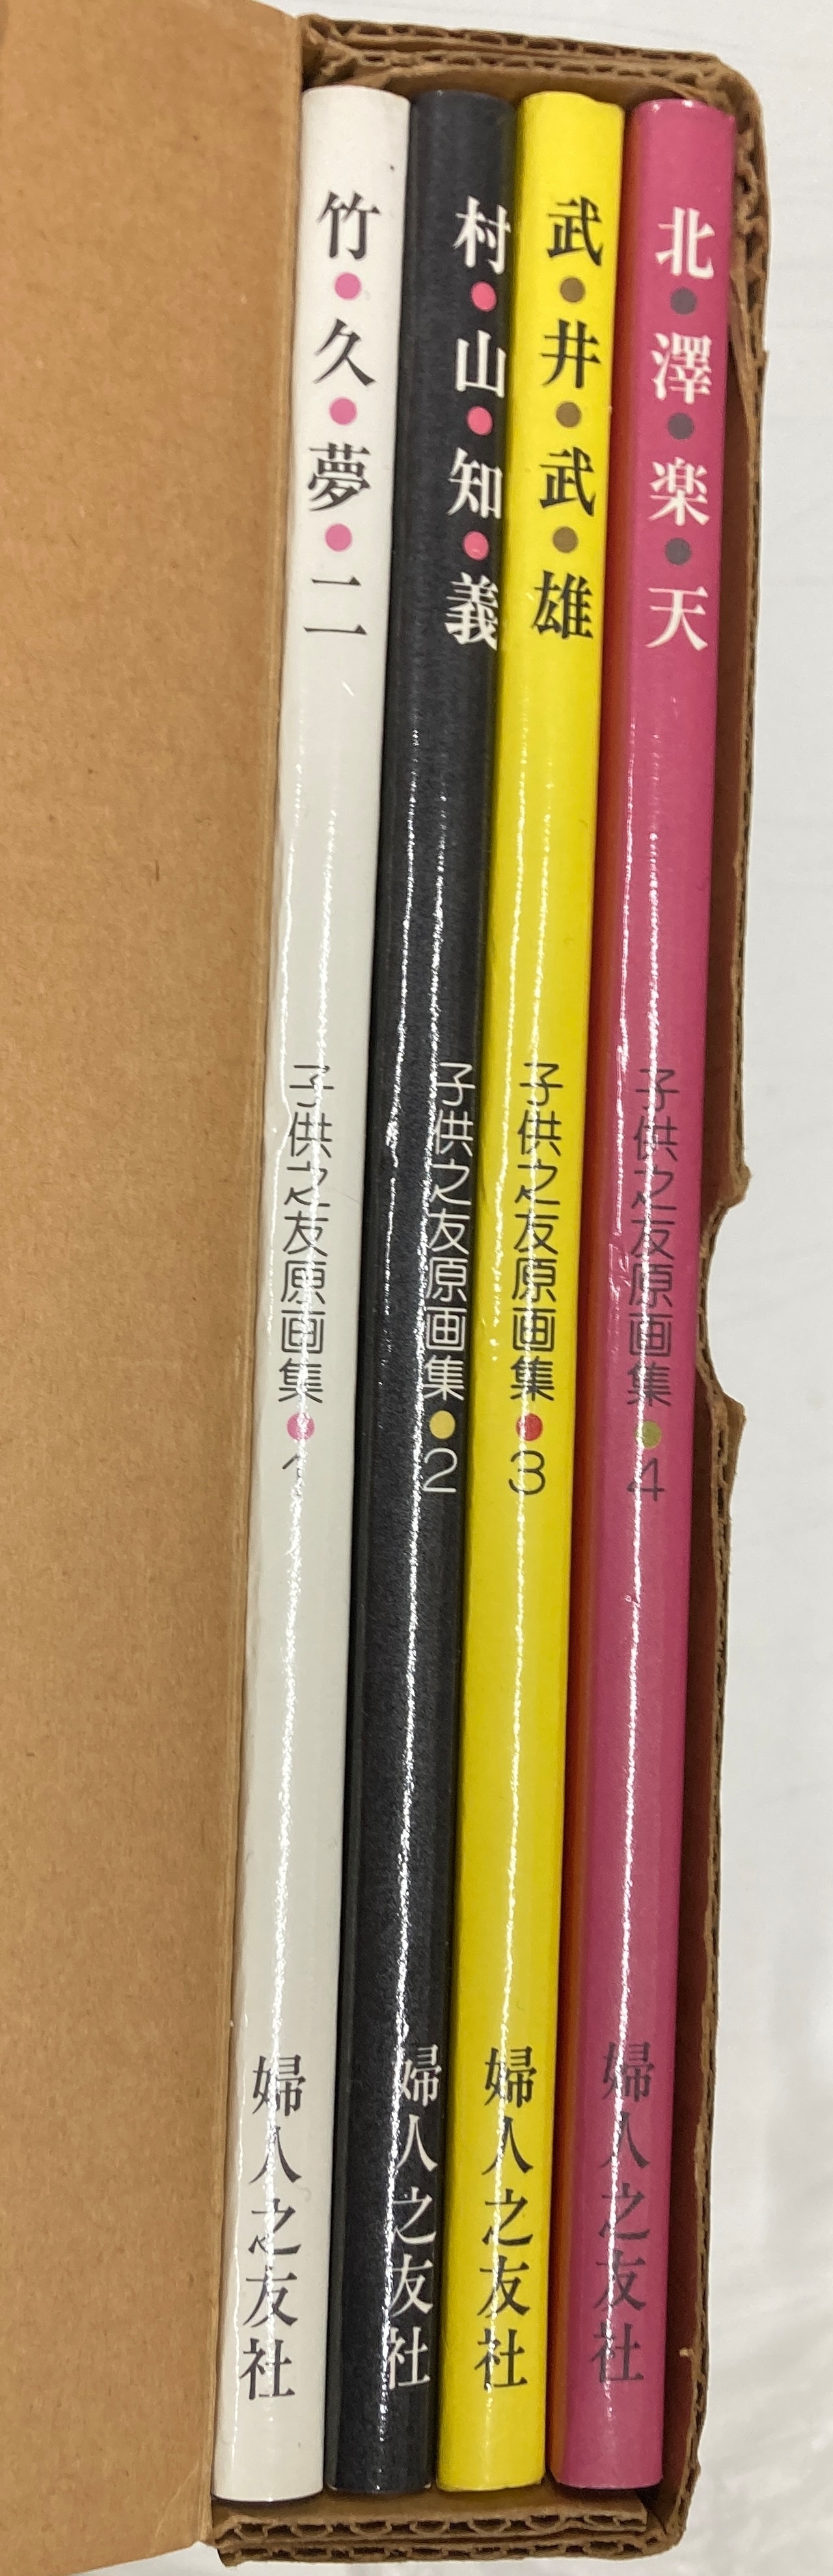 竹・久・夢・二
子供之友原画集・1
婦人之友社
村・山・知・義
子供之友原画集・2
婦人之友社
武・井・武・雄
子供之友原画集・3
婦人之友社
北・澤・楽・天
子供之友原画集・4
婦人之友社